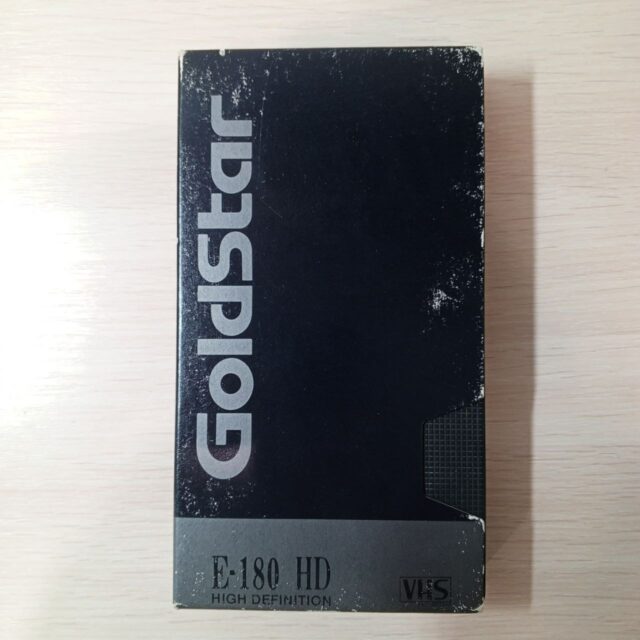 GoldStar
E-180 HD
HIGH DEFINITION
VHS